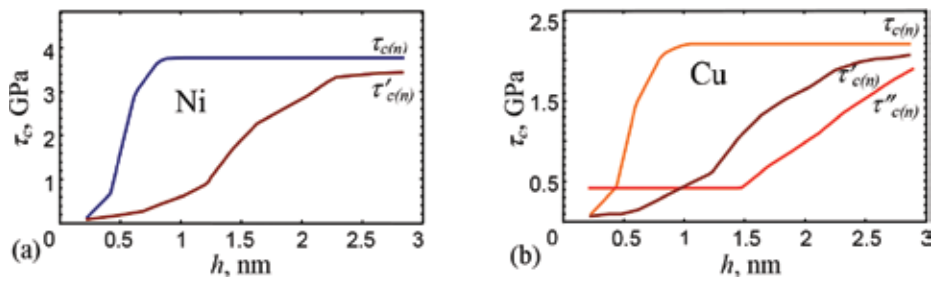 4
3
2
1
0
0.5
1
1.5
2
2.5
3
τc, GPa
h, nm
Ni
τc(n)
τ′c(n)
(a)
2.5
1.5
0.5
0
0.5
1
1.5
2
2.5
3
τc, GPa
h, nm
Cu
τc(n)
τ′c(n)
τ″c(n)
(b)